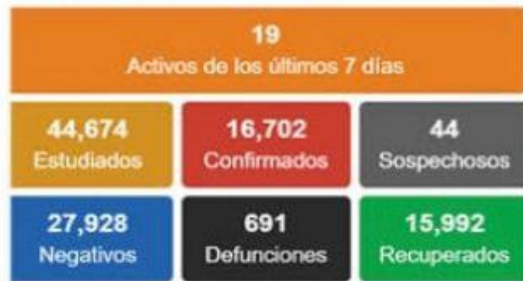 19
Activos de los últimos 7 días
44,674
Estudiados
16,702
Confirmados
44
Sospechosos
27,928
Negativos
691
Defunciones
15,992
Recuperados